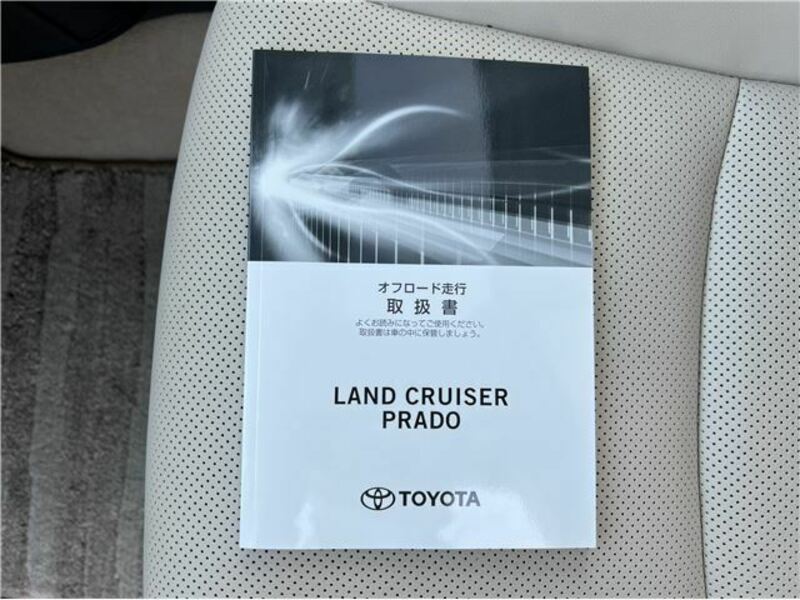 オフロード走行
取扱書
よくお読みになってご使用ください。
取扱書は車の中に保管しましょう。
LAND CRUISER
PRADO
TOYOTA